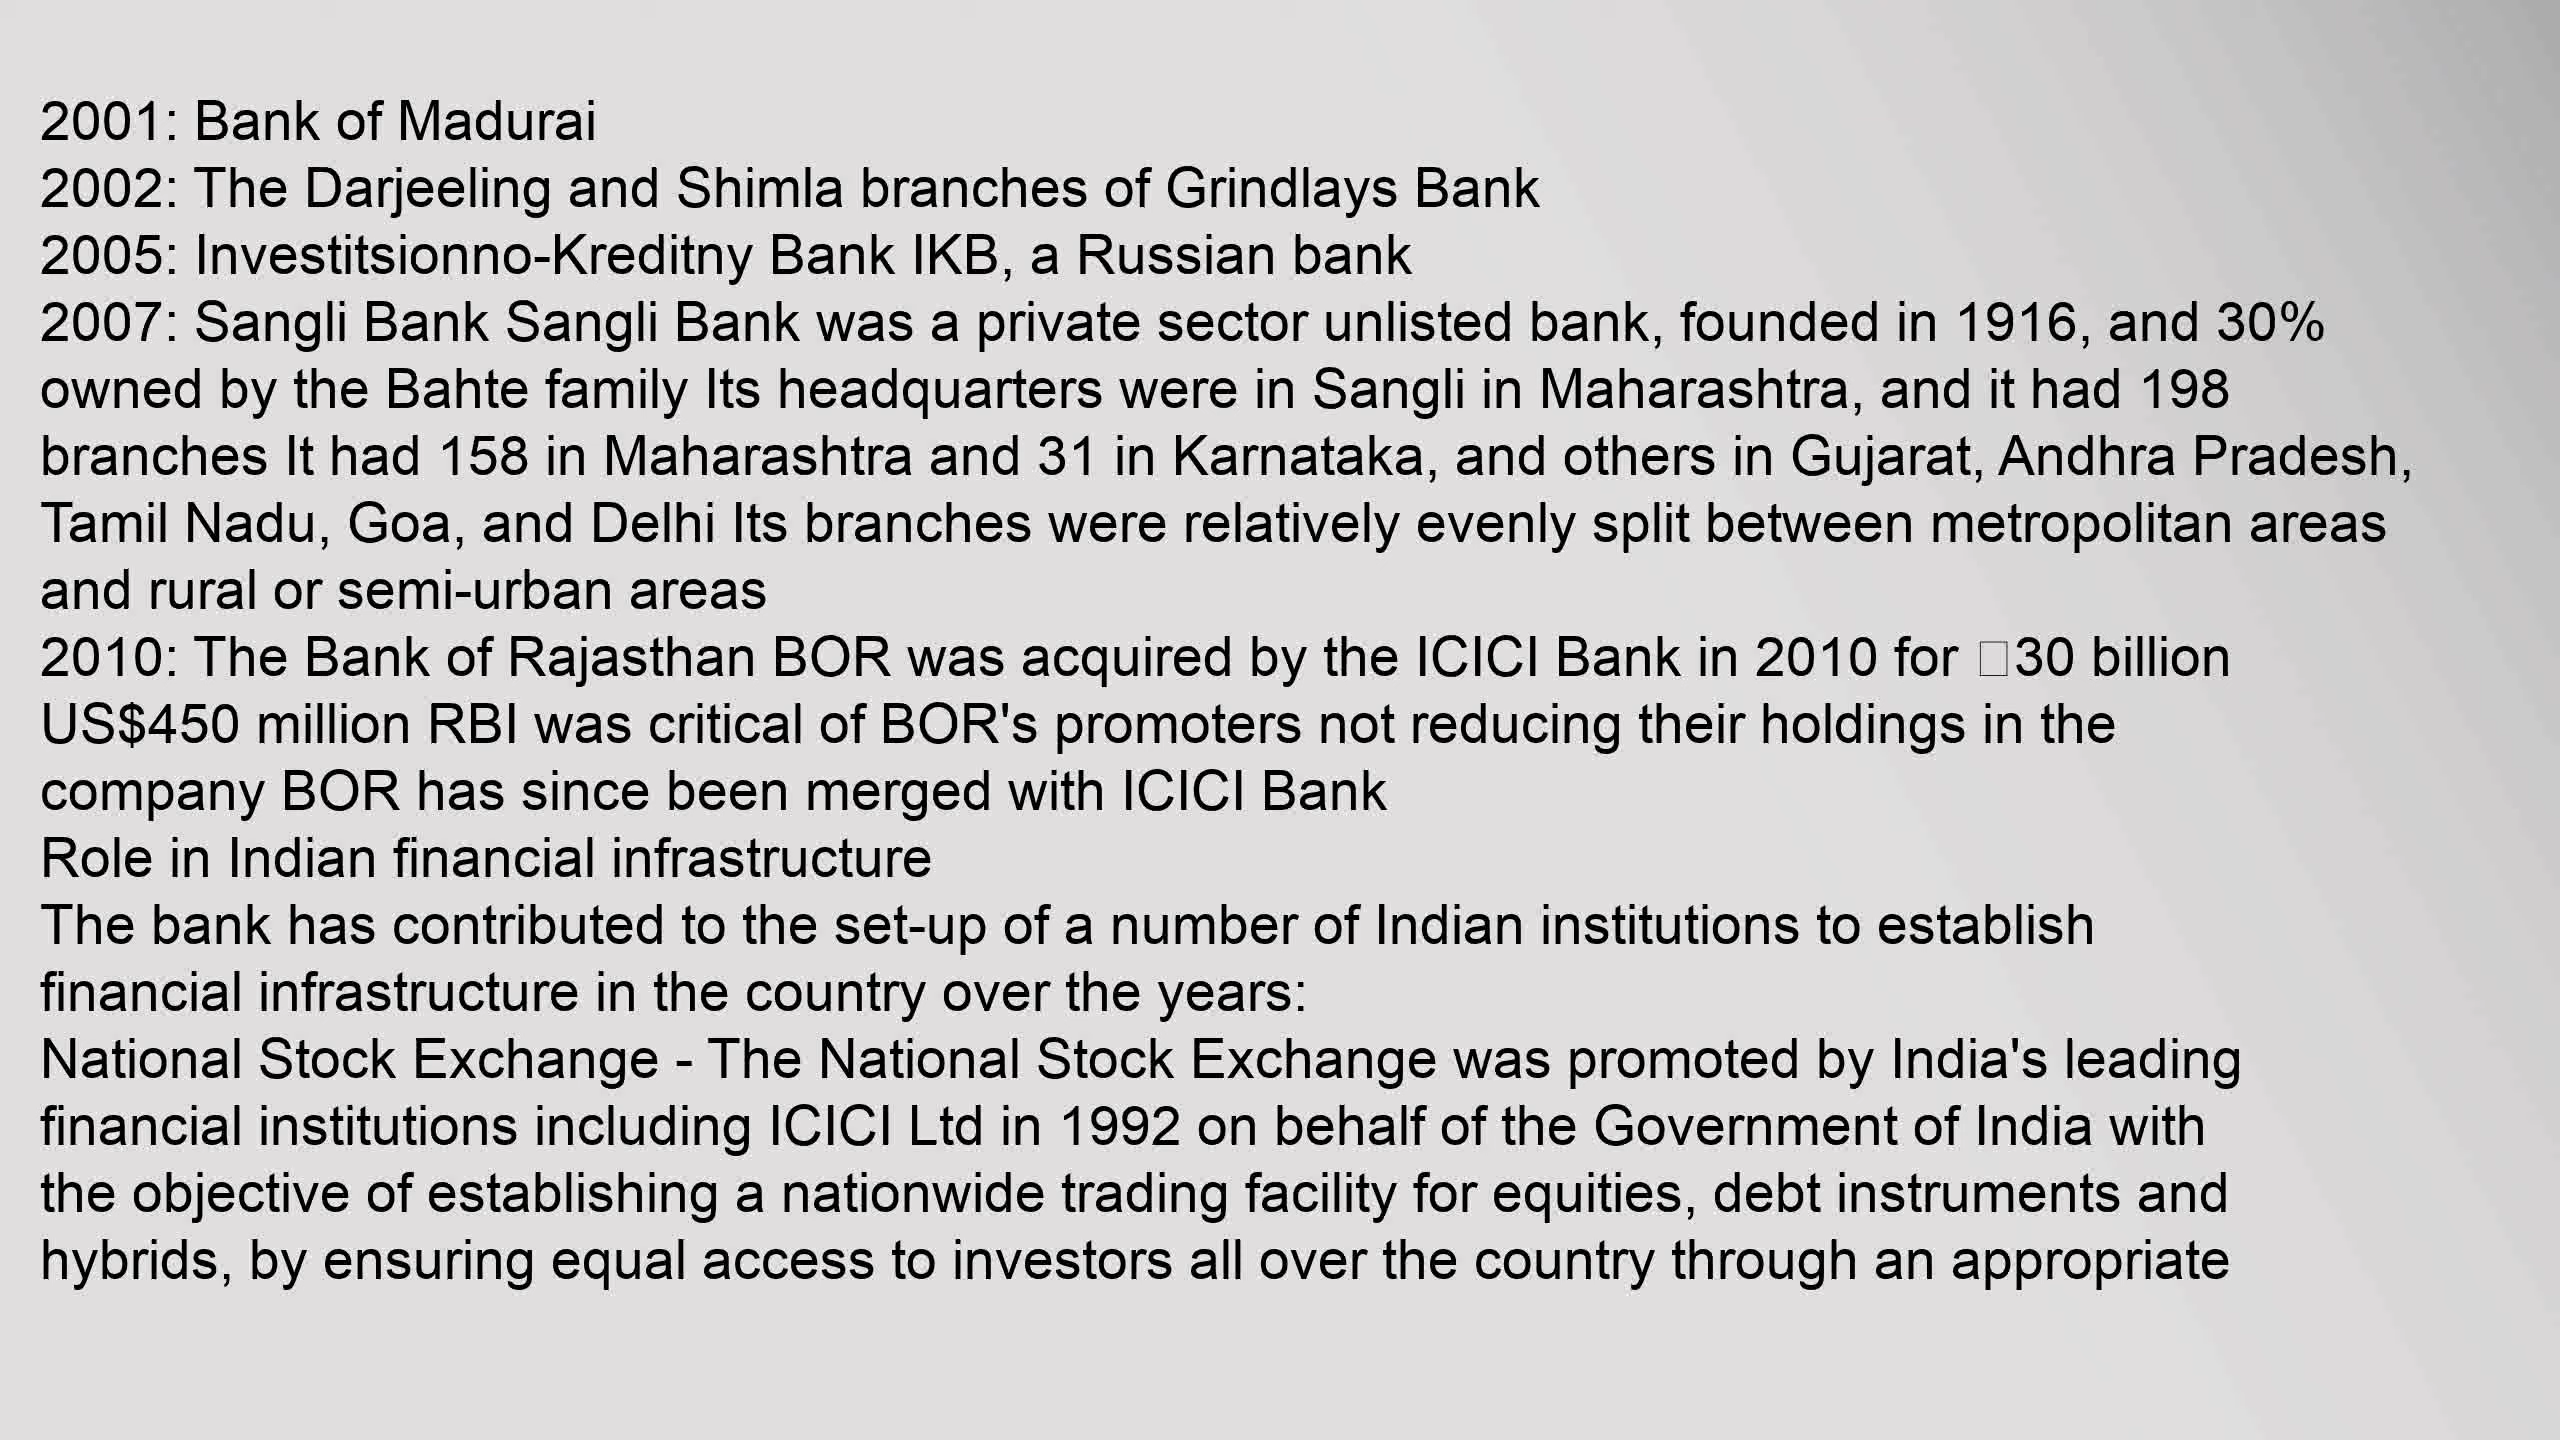 2001: Bank of Madurai
2002: The Darjeeling and Shimla branches of Grindlays Bank
2005: Investitsionno-Kreditny Bank IKB, a Russian bank
2007: Sangli Bank Sangli Bank was a private sector unlisted bank, founded in 1916, and 30%
owned by the Bahte family Its headquarters were in Sangli in Maharashtra, and it had 198
branches It had 158 in Maharashtra and 31 in Karnataka, and others in Gujarat, Andhra Pradesh,
Tamil Nadu, Goa, and Delhi Its branches were relatively evenly split between metropolitan areas
and rural or semi-urban areas
2010: The Bank of Rajasthan BOR was acquired by the ICICI Bank in 2010 for □30 billion
US$450 million RBI was critical of BOR's promoters not reducing their holdings in the
company BOR has since been merged with ICICI Bank
Role in Indian financial infrastructure
The bank has contributed to the set-up of a number of Indian institutions to establish
financial infrastructure in the country over the years:
National Stock Exchange - The National Stock Exchange was promoted by India's leading
financial institutions including ICICI Ltd in 1992 on behalf of the Government of India with
the objective of establishing a nationwide trading facility for equities, debt instruments and
hybrids, by ensuring equal access to investors all over the country through an appropriate